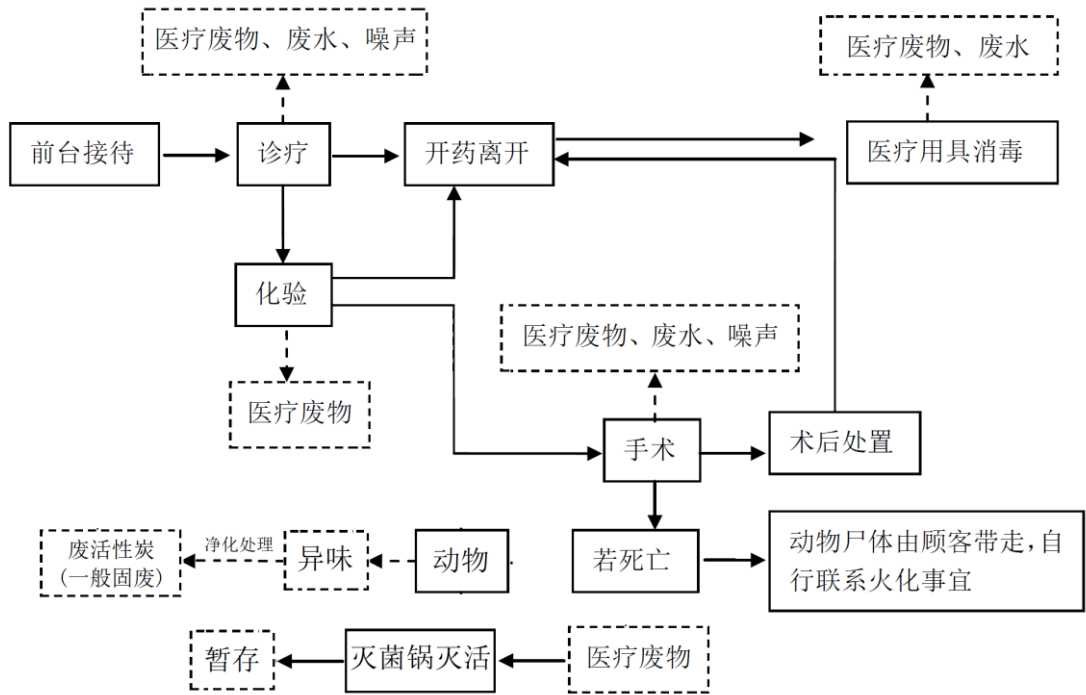 医疗废物、废水、噪声
医疗废物、废水
前台接待
诊疗
开药离开
医疗用具消毒
化验
医疗废物、废水、噪声
医疗废物
手术
术后处置
废活性炭
(一般固废)
净化处理
异味
动物
若死亡
动物尸体由顾客带走,自
行联系火化事宜
暂存
灭菌锅灭活
医疗废物